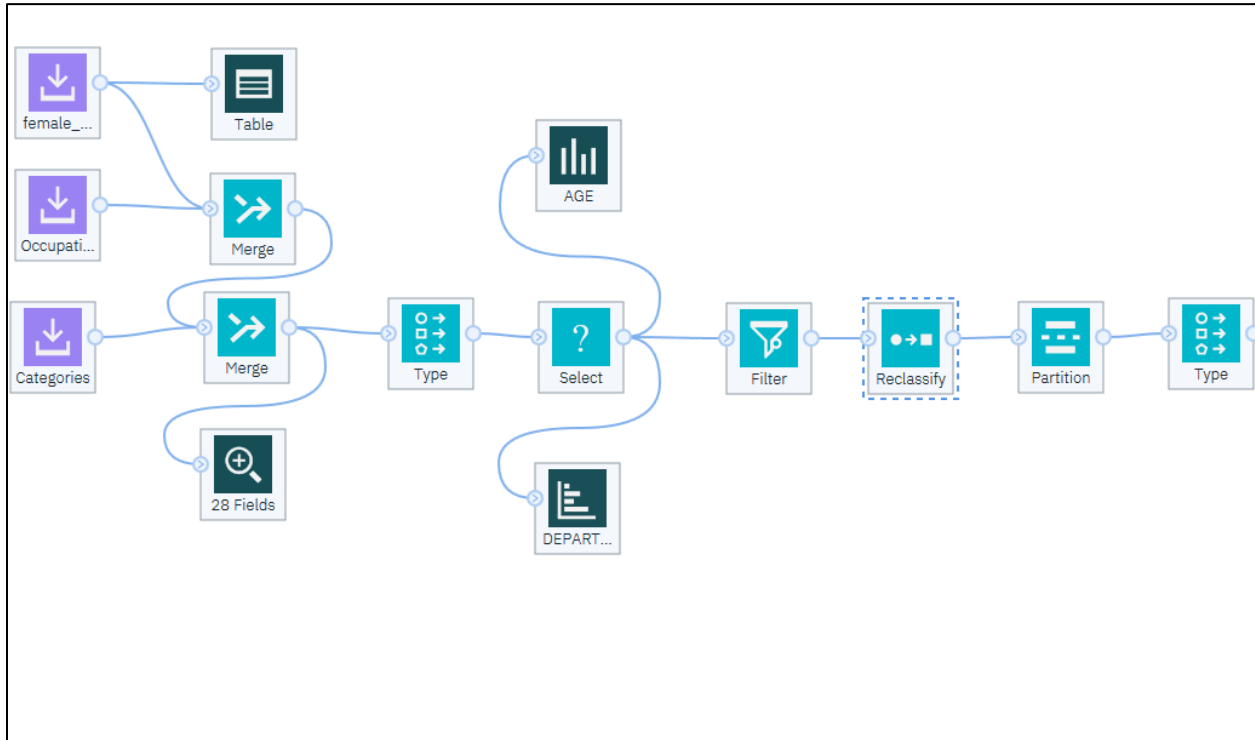 female_...
Table
AGE
Occupati...
Merge
Categories
Merge
Type
?
Select
Filter
Reclassify
Partition
Type
28 Fields
DEPART...